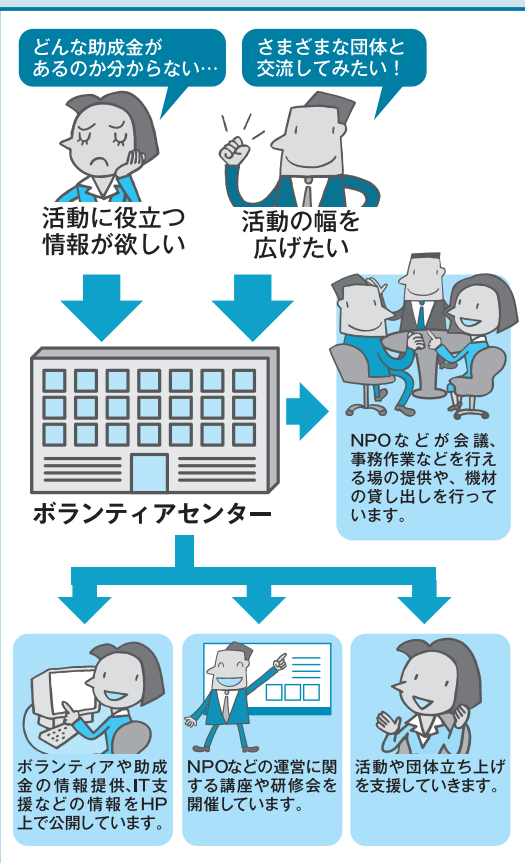 どんな助成金が
あるのか分からない…
さまざまな団体と
交流してみたい！
活動に役立つ
情報が欲しい
活動の幅を
広げたい
NPOなどが会議、
事務作業などを行え
る場の提供や、機材
の貸し出しを行って
います。
ボランティアセンター
ボランティアや助成
金の情報提供、IT支
援などの情報をHP
上で公開しています。
NPOなどの運営に関
する講座や研修会を
開催しています。
活動や団体立ち上げ
を支援していきます。